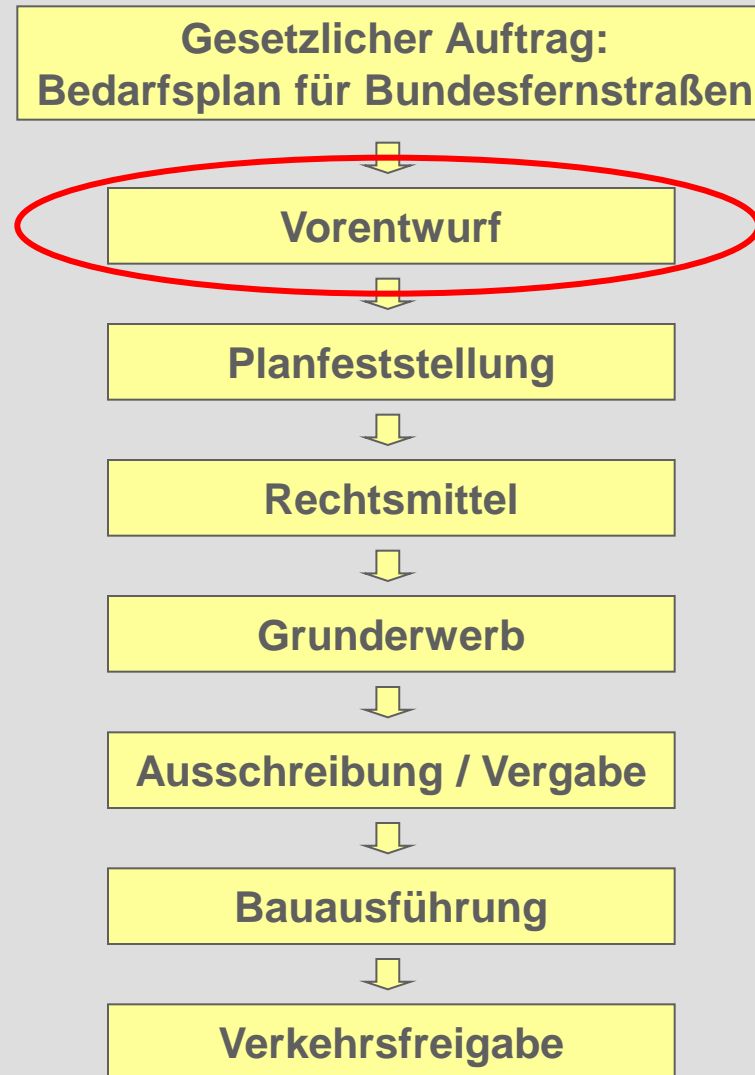 Gesetzlicher Auftrag:
Bedarfsplan für Bundesfernstraßen
Vorentwurf
Planfeststellung
Rechtsmittel
Grunderwerb
Ausschreibung / Vergabe
Bauausführung
Verkehrsfreigabe